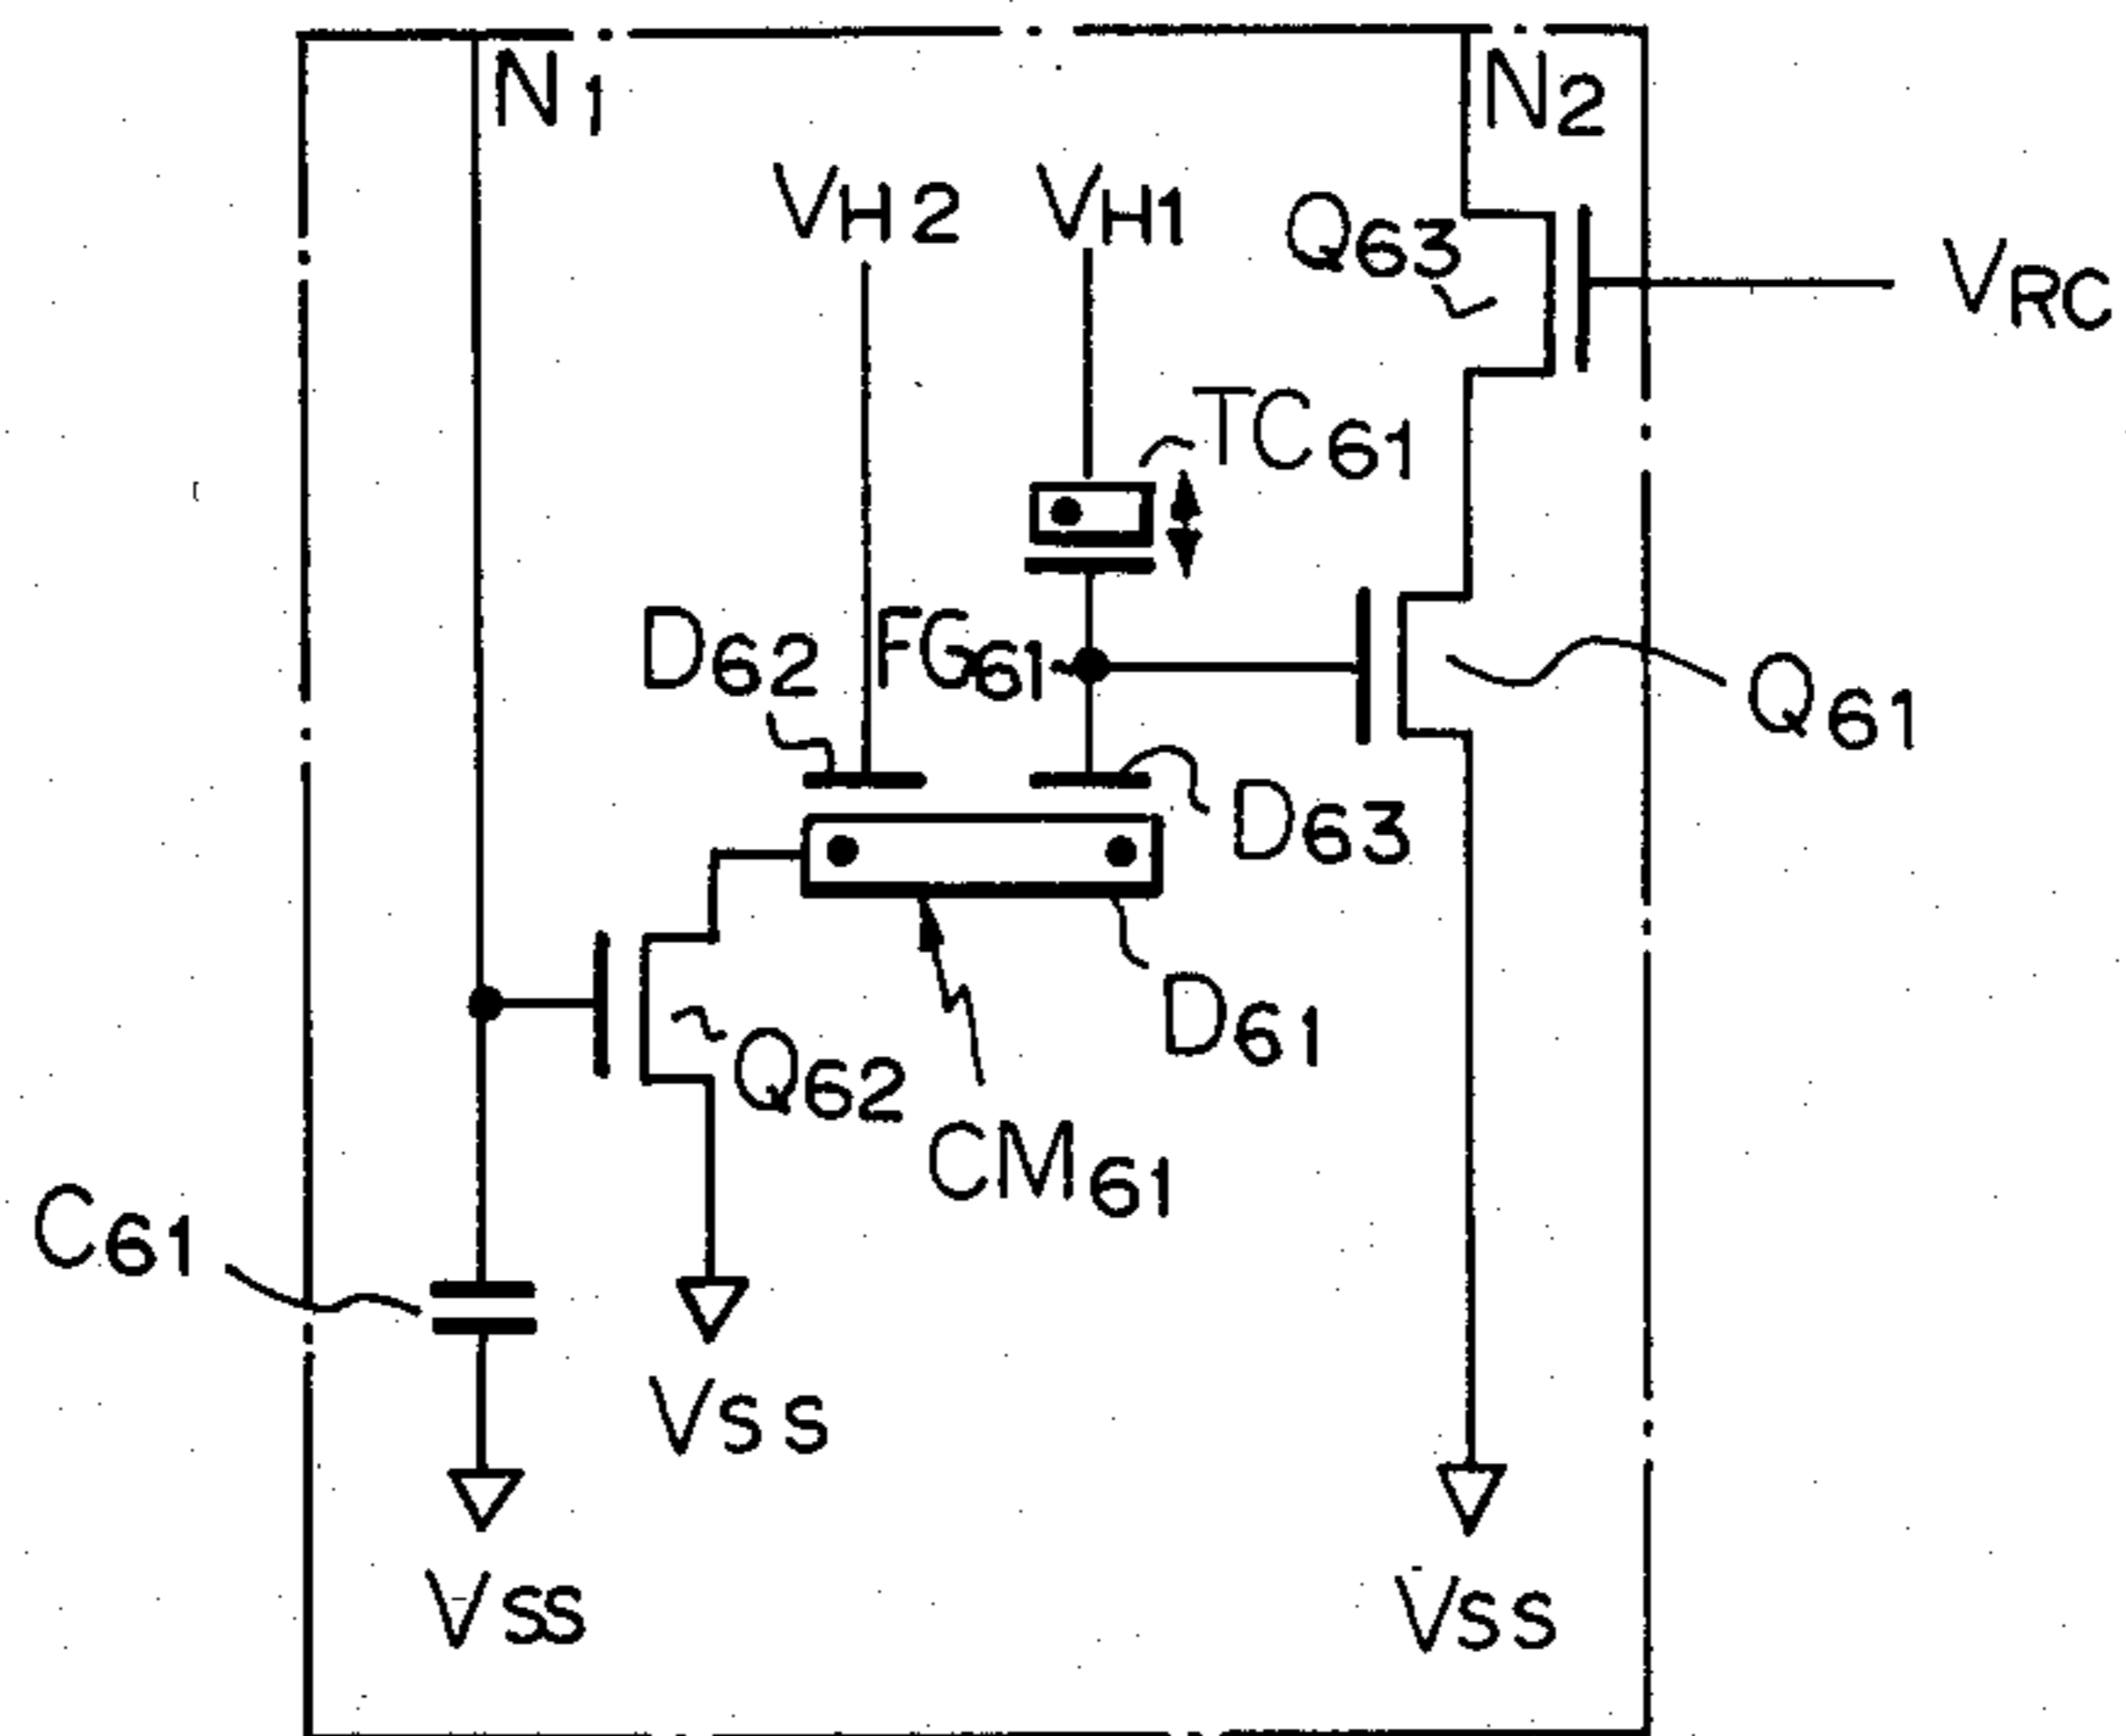 N1
N2
VH2
VH1
Q63
VRC
TC61
D62
FG61
Q61
D63
D61
Q62
CM61
C61
VSS
VSS
VSS